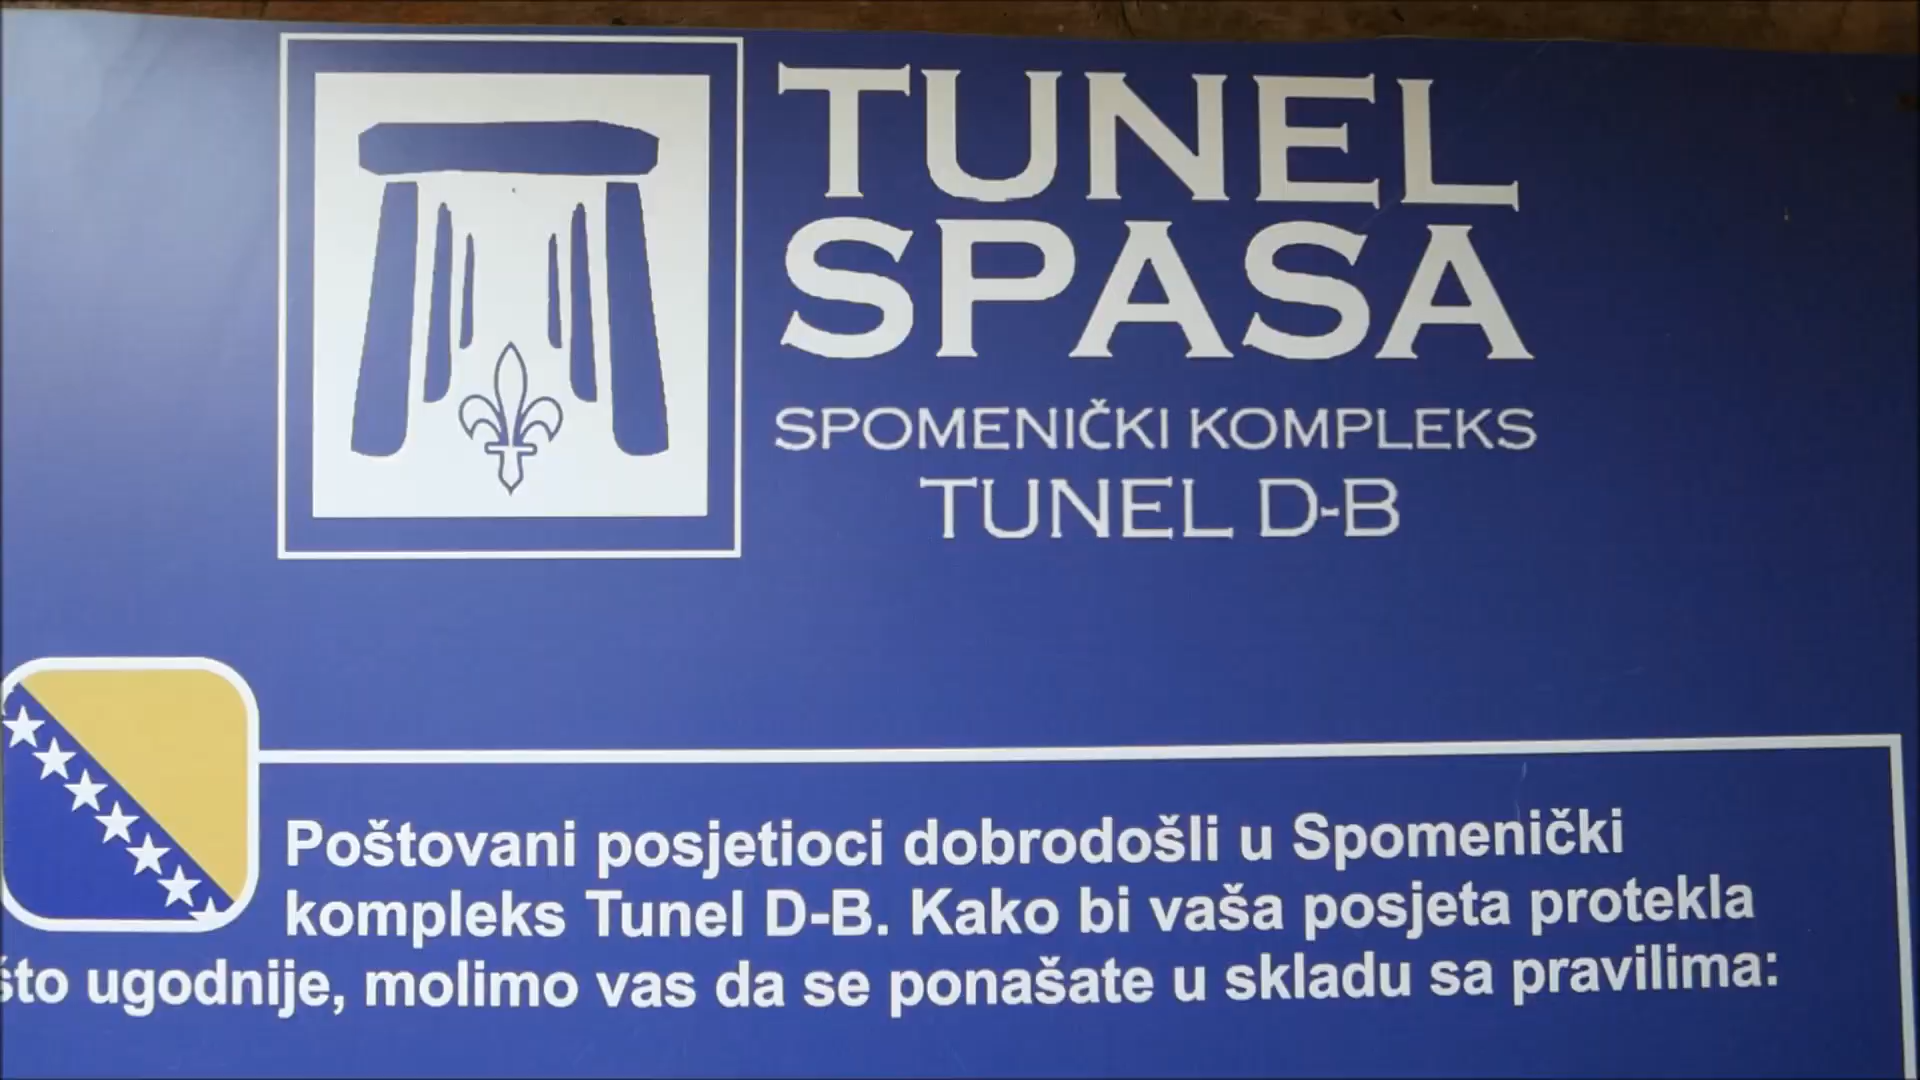 TUNEL
SPASA
SPOMENIČKI KOMPLEKS
TUNEL D-B
Poštovani posjetioci dobrodošli u Spomenički
kompleks Tunel D-B. Kako bi vaša posjeta protekla
što ugodnije, molimo vas da se ponašate u skladu sa pravilima: